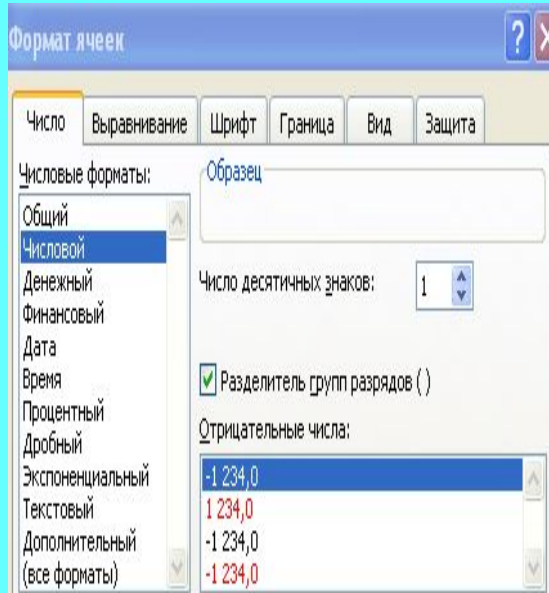 Формат ячеек
Число Выравнивание Шрифт Граница Вид Защита
Числовые форматы:
Общий
Числовой
Денежный
Финансовый
Дата
Время
Процентный
Дробный
Экспоненциальный
Текстовый
Дополнительный
(все форматы)
Образец
Число десятичных знаков: 1
Разделитель групп разрядов ( )
Отрицательные числа:
-1 234,0
1 234,0
-1 234,0
-1 234,0